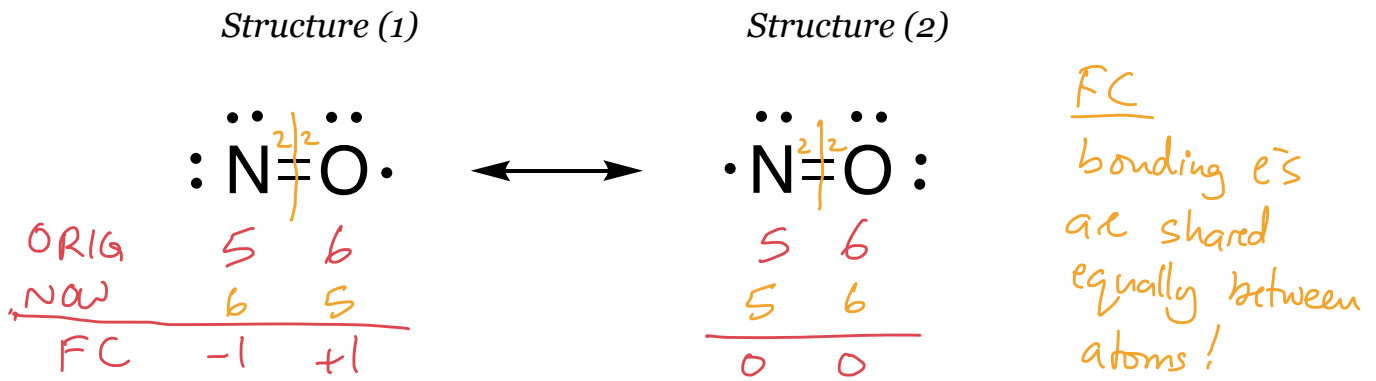 Structure (1) Structure (2)
FC
N 2 2 O N 2 2 O
bonding e⁻s
are shared
equally between
atoms!
ORIG 5 6 5 6
NOW 6 5 5 6
FC -1 +1 0 0